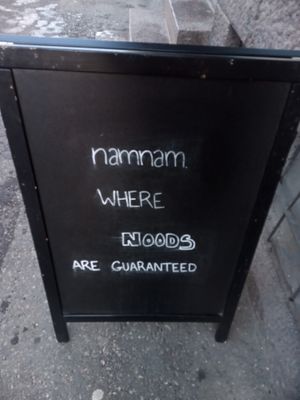 namnam.
WHERE
NOODS
ARE GUARANTEED